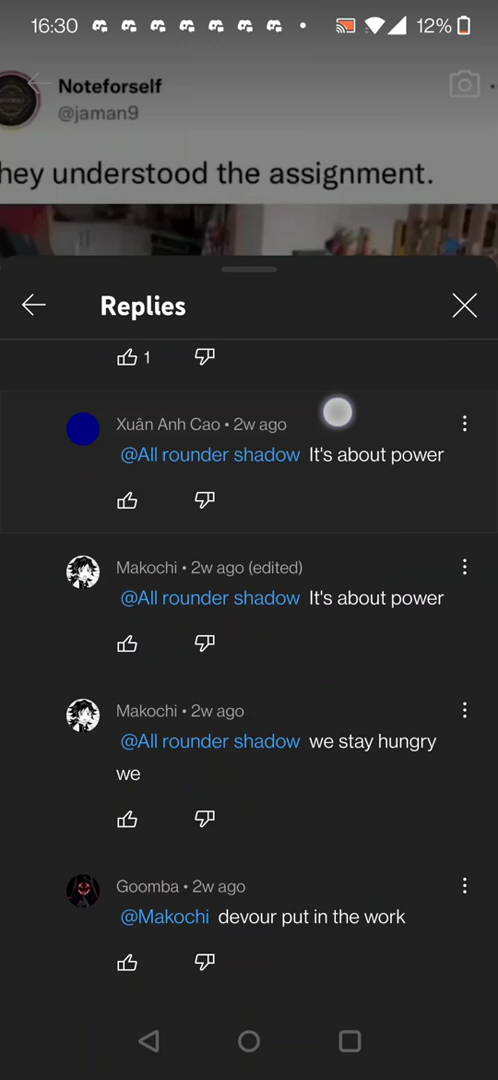 16:30
12%
Noteforself
@jaman9
hey understood the assignment.
Replies
1
Xuân Anh Cao • 2w ago
@All rounder shadow It's about power
Makochi • 2w ago (edited)
@All rounder shadow It's about power
Makochi • 2w ago
@All rounder shadow we stay hungry
we
Goomba • 2w ago
@Makochi devour put in the work